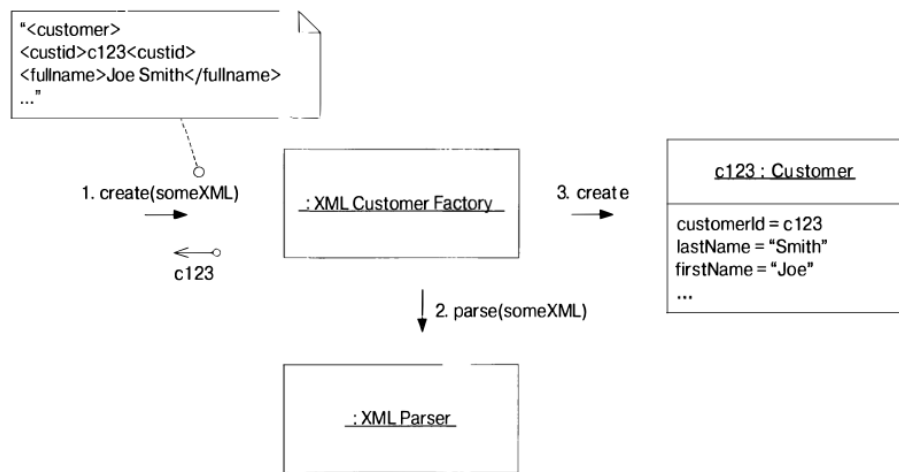 “<customer>
<custid>c123<custid>
<fullname>Joe Smith</fullname>
...”
1. create(someXML)
c123
: XML Customer Factory
3. create
c123 : Customer
customerId = c123
lastName = “Smith”
firstName = “Joe”
...
2. parse(someXML)
: XML Parser